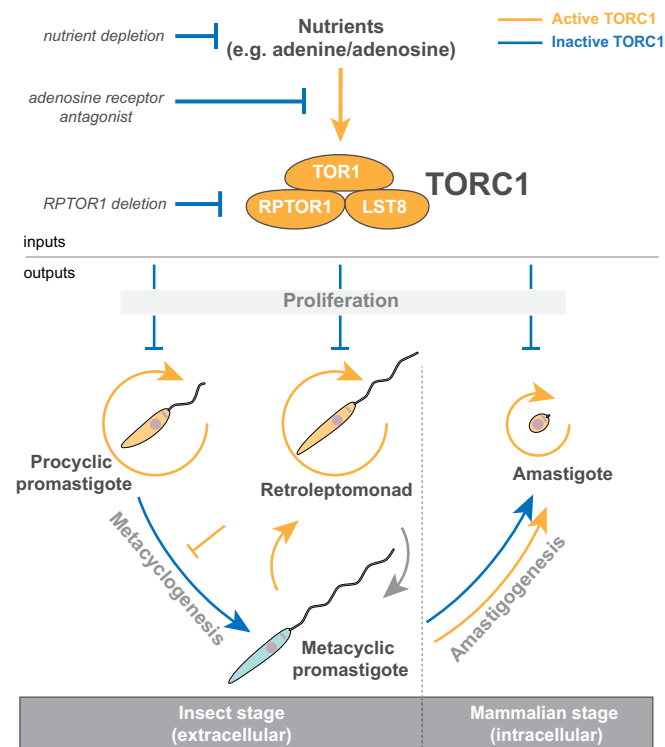 Active TORC1
Inactive TORC1
nutrient depletion
Nutrients
(e.g. adenine/adenosine)
adenosine receptor
antagonist
TOR1
RPTOR1
LST8
TORC1
RPTOR1 deletion
inputs
outputs
Proliferation
Procyclic
promastigote
Retroleptomonad
Amastigote
Metacyclogenesis
Amastigogenesis
Metacyclic
promastigote
Insect stage
(extracellular)
Mammalian stage
(intracellular)